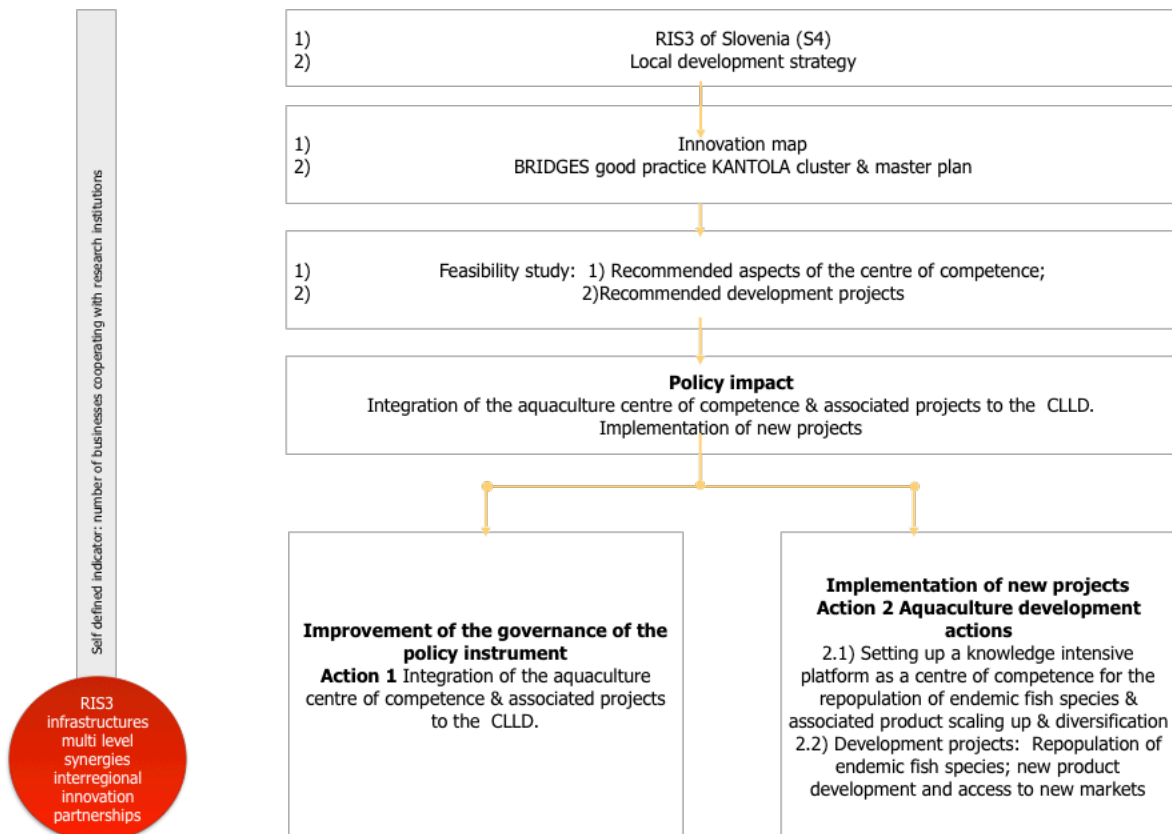 Self defined indicator: number of businesses cooperating with research institutions
RIS3
infrastructures
multi level
synergies
interregional
innovation
partnerships
1) RIS3 of Slovenia (S4)
2) Local development strategy
1) Innovation map
2) BRIDGES good practice KANTOLA cluster & master plan
1) Feasibility study: 1) Recommended aspects of the centre of competence;
2) 2)Recommended development projects
Policy impact
Integration of the aquaculture centre of competence & associated projects to the CLLD.
Implementation of new projects
Improvement of the governance of the
policy instrument
Action 1 Integration of the aquaculture
centre of competence & associated projects
to the CLLD.
Implementation of new projects
Action 2 Aquaculture development
actions
2.1) Setting up a knowledge intensive
platform as a centre of competence for the
repopulation of endemic fish species &
associated product scaling up & diversification
2.2) Development projects: Repopulation of
endemic fish species; new product
development and access to new markets